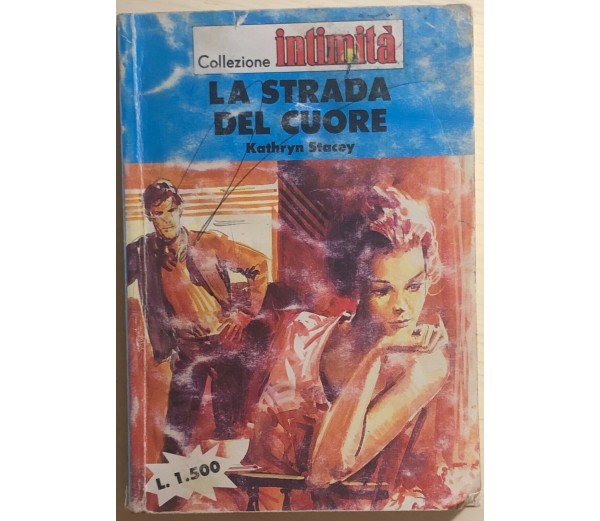 Collezione intimità
LA STRADA
DEL CUORE
Kathryn Stacey
L. 1.500